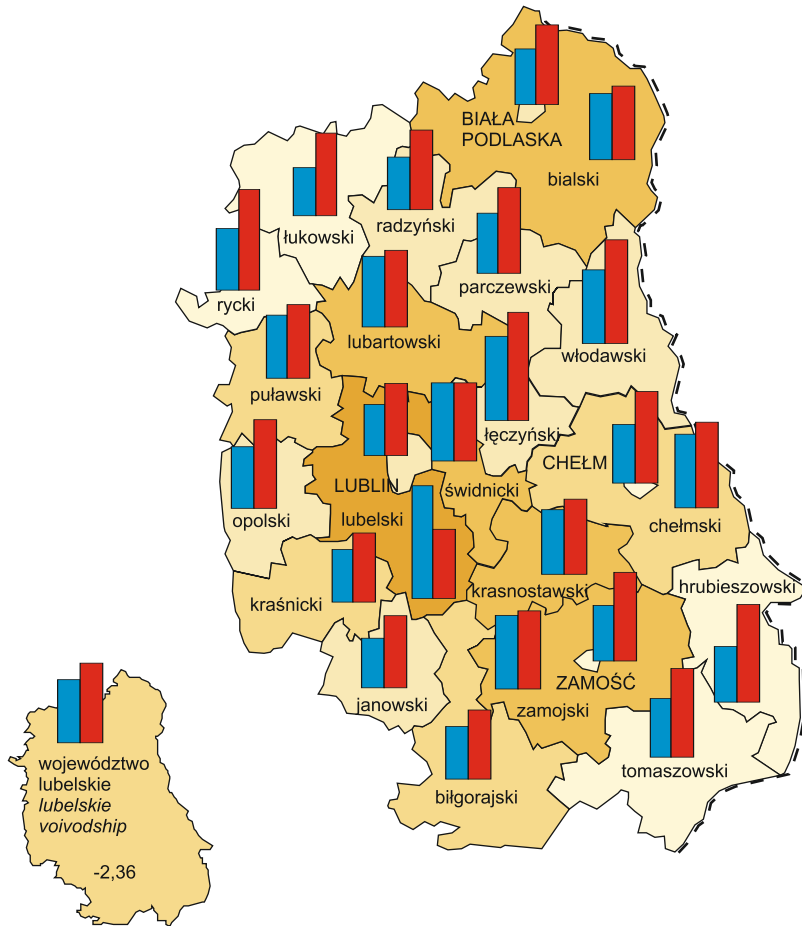 BIAŁA
PODLASKA
bialski
łukowski
radzyński
parczewski
rycki
lubartowski
włodawski
puławski
łęczyński
CHEŁM
LUBLIN
świdnicki
opolski
lubelski
chełmski
kraśnicki
krasnostawski
hrubieszowski
janowski
ZAMOŚĆ
zamojski
tomaszowski
biłgorajski
województwo
lubelskie
lubelskie
voivodship
-2,36